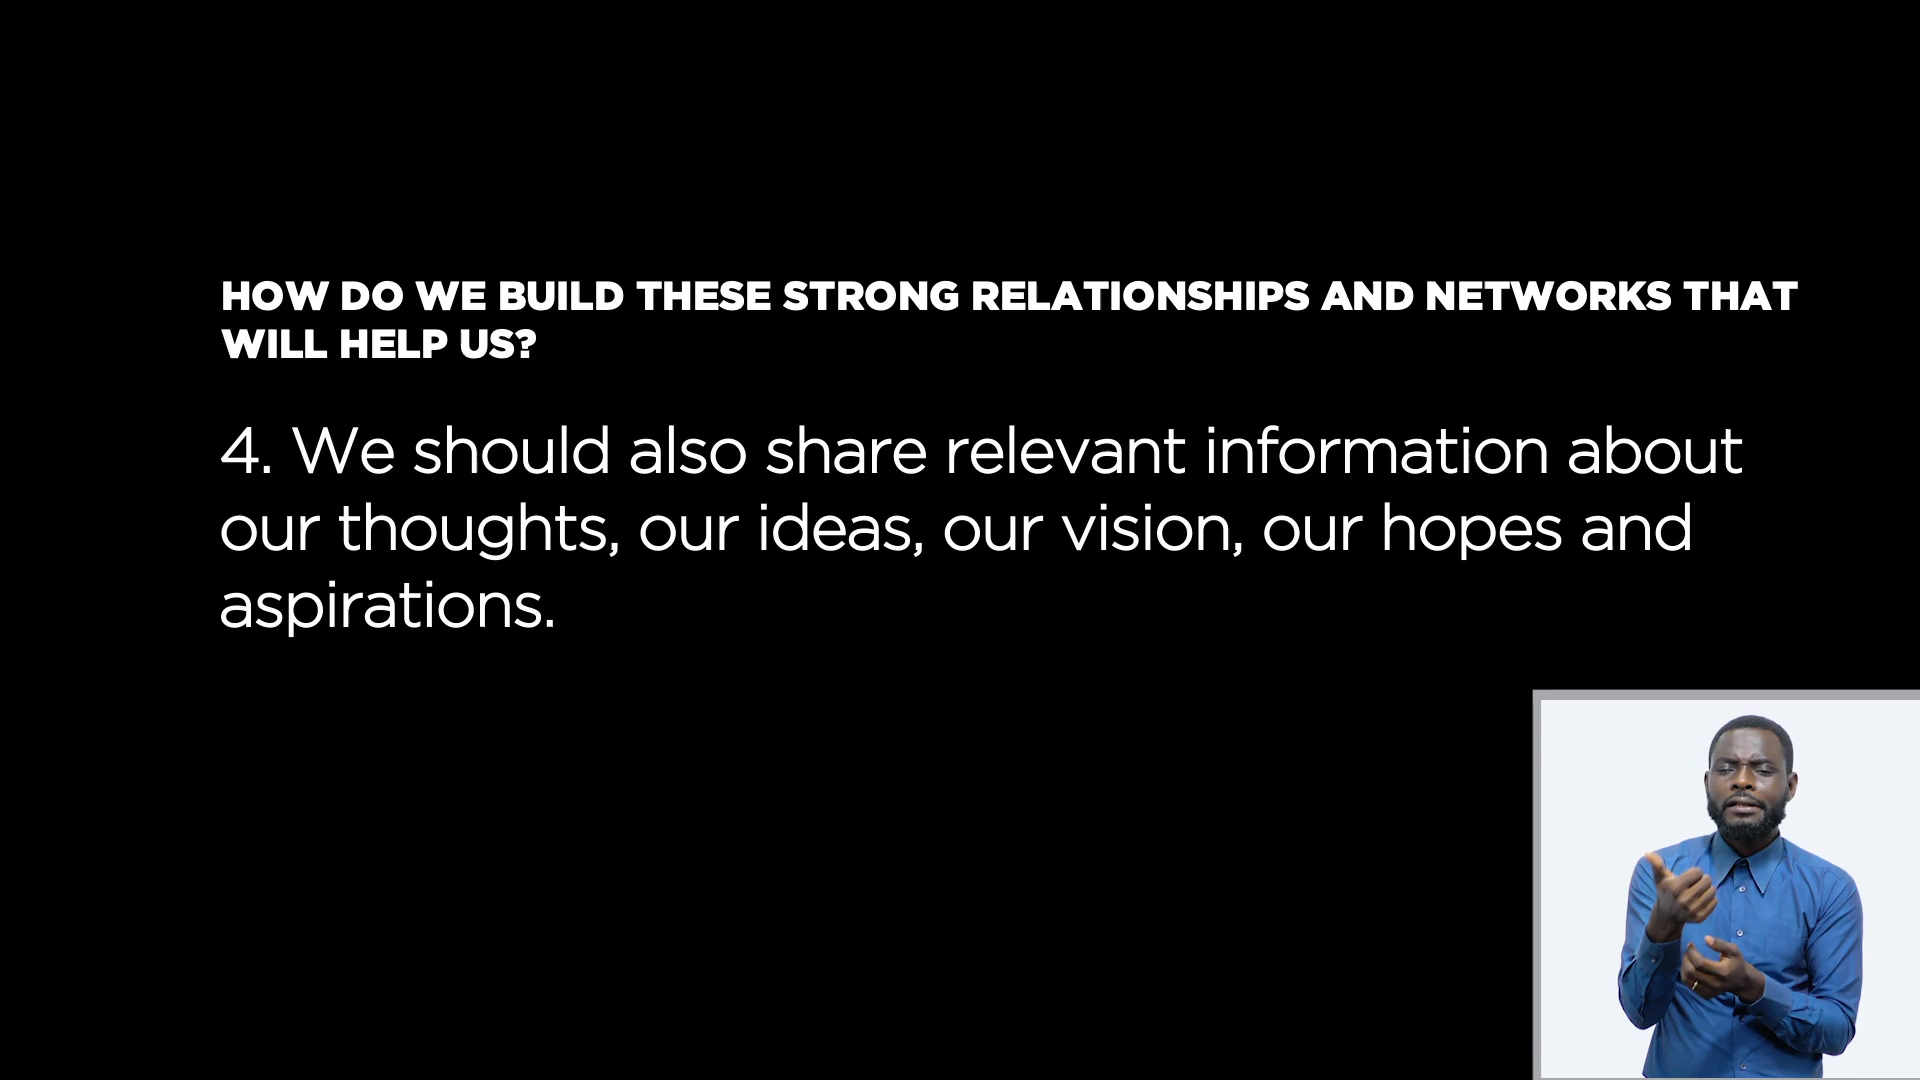 HOW DO WE BUILD THESE STRONG RELATIONSHIPS AND NETWORKS THAT
WILL HELP US?
4. We should also share relevant information about
our thoughts, our ideas, our vision, our hopes and
aspirations.